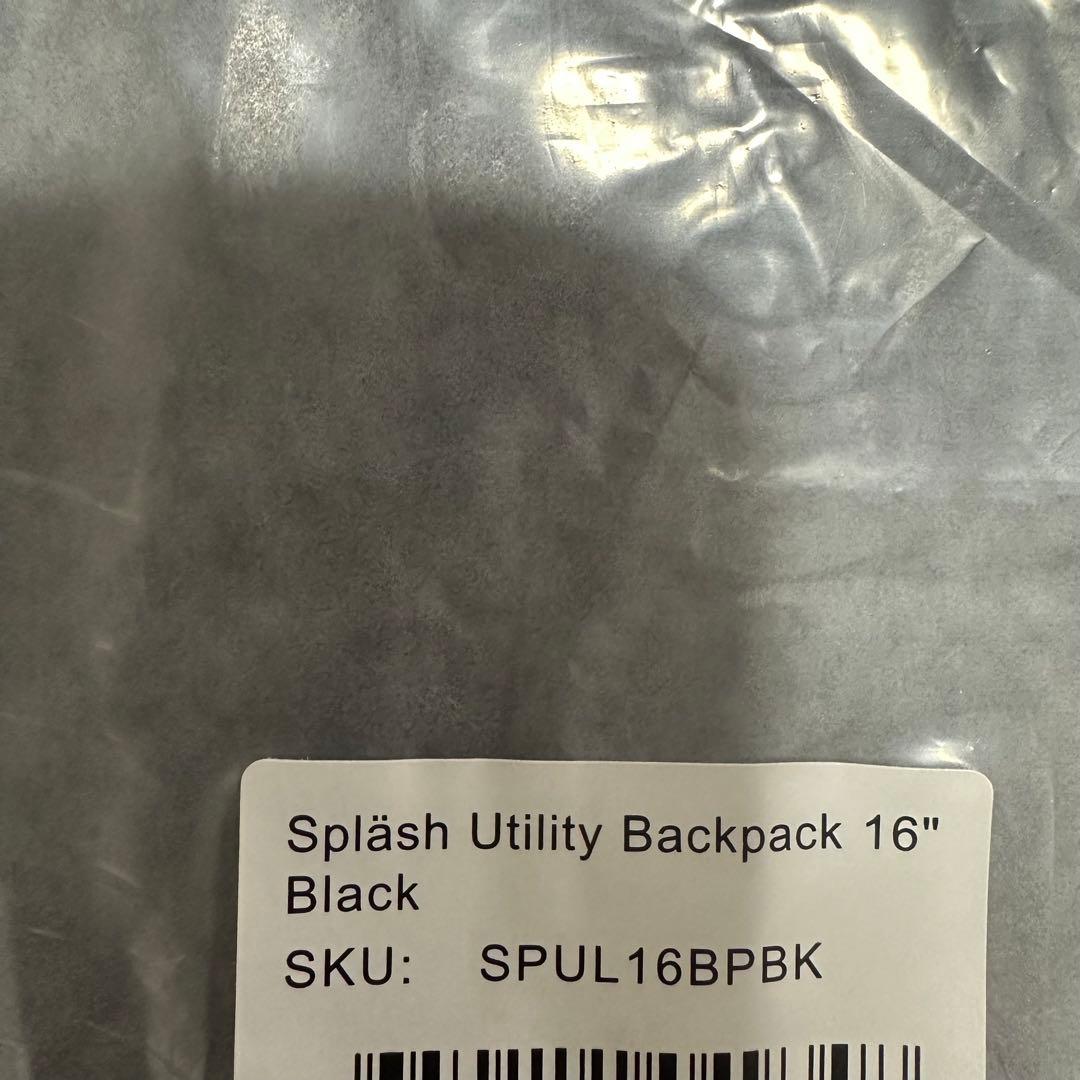 Spläsh Utility Backpack 16"
Black
SKU: SPUL16BPBK